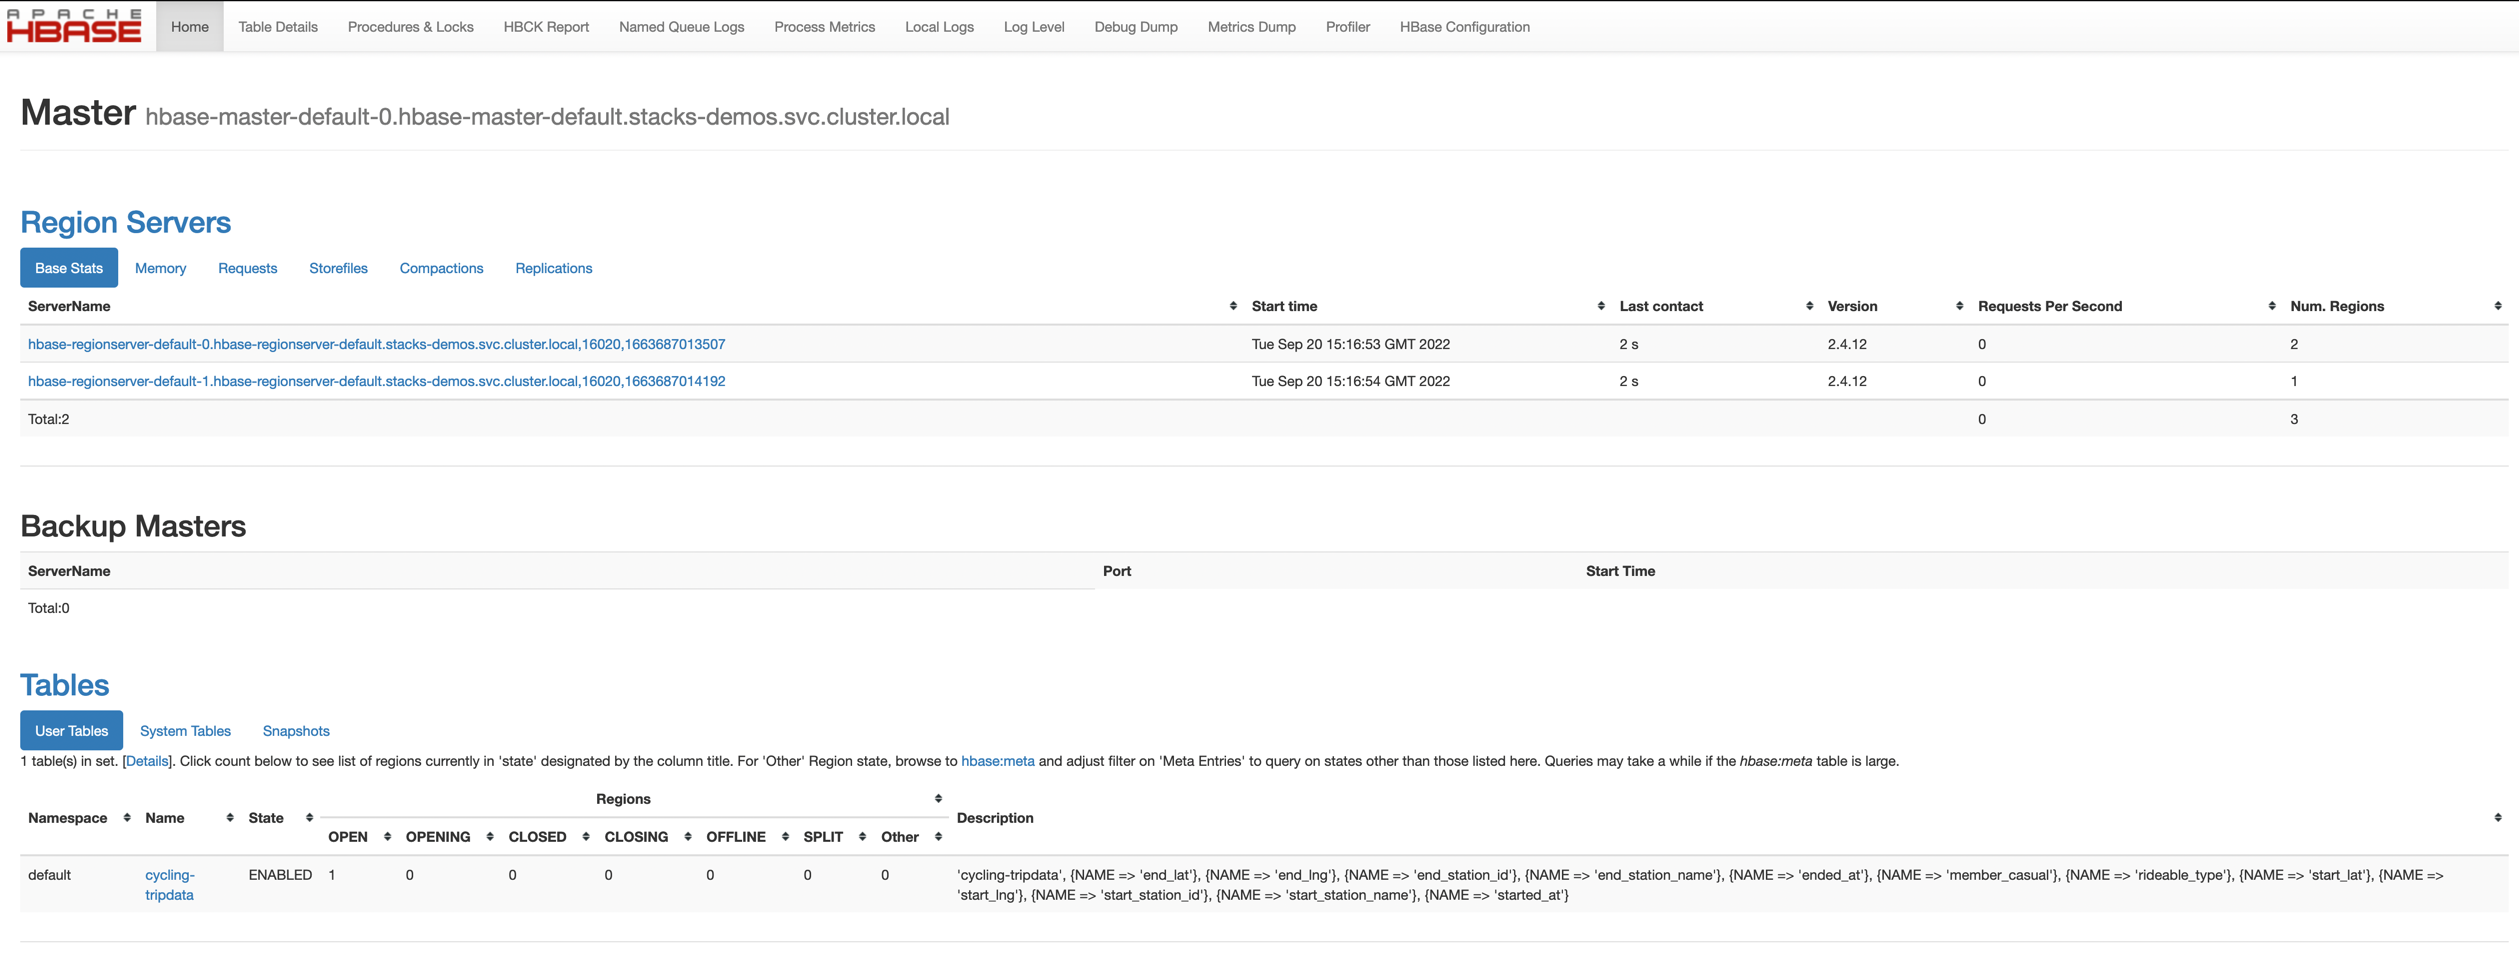 APACHE
HBASE
Home Table Details Procedures & Locks HBCK Report Named Queue Logs Process Metrics Local Logs Log Level Debug Dump Metrics Dump Profiler HBase Configuration
Master hbase-master-default-0.hbase-master-default.stacks-demos.svc.cluster.local
Region Servers
Base Stats Memory Requests Storefiles Compactions Replications
ServerName Start time Last contact Version Requests Per Second Num. Regions
hbase-regionserver-default-0.hbase-regionserver-default.stacks-demos.svc.cluster.local,16020,1663687013507 Tue Sep 20 15:16:53 GMT 2022 2 s 2.4.12 0 2
hbase-regionserver-default-1.hbase-regionserver-default.stacks-demos.svc.cluster.local,16020,1663687014192 Tue Sep 20 15:16:54 GMT 2022 2 s 2.4.12 0 1
Total:2 0 3
Backup Masters
ServerName Port Start Time
Total:0
Tables
User Tables System Tables Snapshots
1 table(s) in set. [Details]. Click count below to see list of regions currently in 'state' designated by the column title. For 'Other' Region state, browse to hbase:meta and adjust filter on 'Meta Entries' to query on states other than those listed here. Queries may take a while if the hbase:meta table is large.
Regions
Namespace Name State Description
OPEN OPENING CLOSED CLOSING OFFLINE SPLIT Other
default cycling- ENABLED 1 0 0 0 0 0 0 'cycling-tripdata', {NAME => 'end_lat'}, {NAME => 'end_lng'}, {NAME => 'end_station_id'}, {NAME => 'end_station_name'}, {NAME => 'ended_at'}, {NAME => 'member_casual'}, {NAME => 'rideable_type'}, {NAME => 'start_lat'}, {NAME =>
tripdata 'start_lng'}, {NAME => 'start_station_id'}, {NAME => 'start_station_name'}, {NAME => 'started_at'}